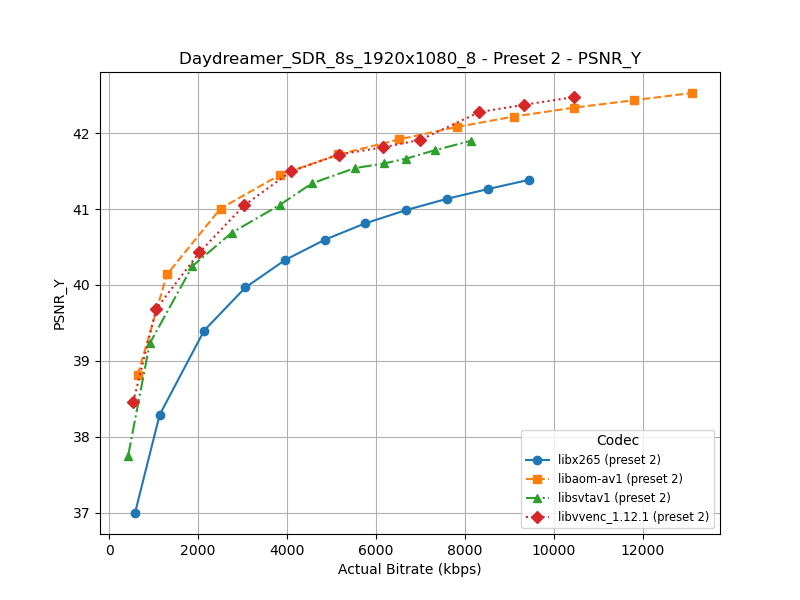 Daydreamer_SDR_8s_1920x1080_8 - Preset 2 - PSNR_Y
PSNR_Y
42
41
40
39
38
37
0 2000 4000 6000 8000 10000 12000
Actual Bitrate (kbps)
Codec
libx265 (preset 2)
libaom-av1 (preset 2)
libsvtav1 (preset 2)
libvvenc_1.12.1 (preset 2)